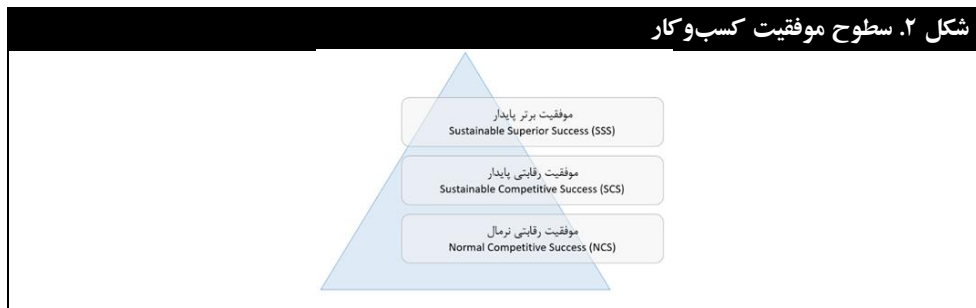 شکل ۲. سطوح موفقیت کسب‌وکار
موفقیت برتر پایدار
Sustainable Superior Success (SSS)
موفقیت رقابتی پایدار
Sustainable Competitive Success (SCS)
موفقیت رقابتی نرمال
Normal Competitive Success (NCS)